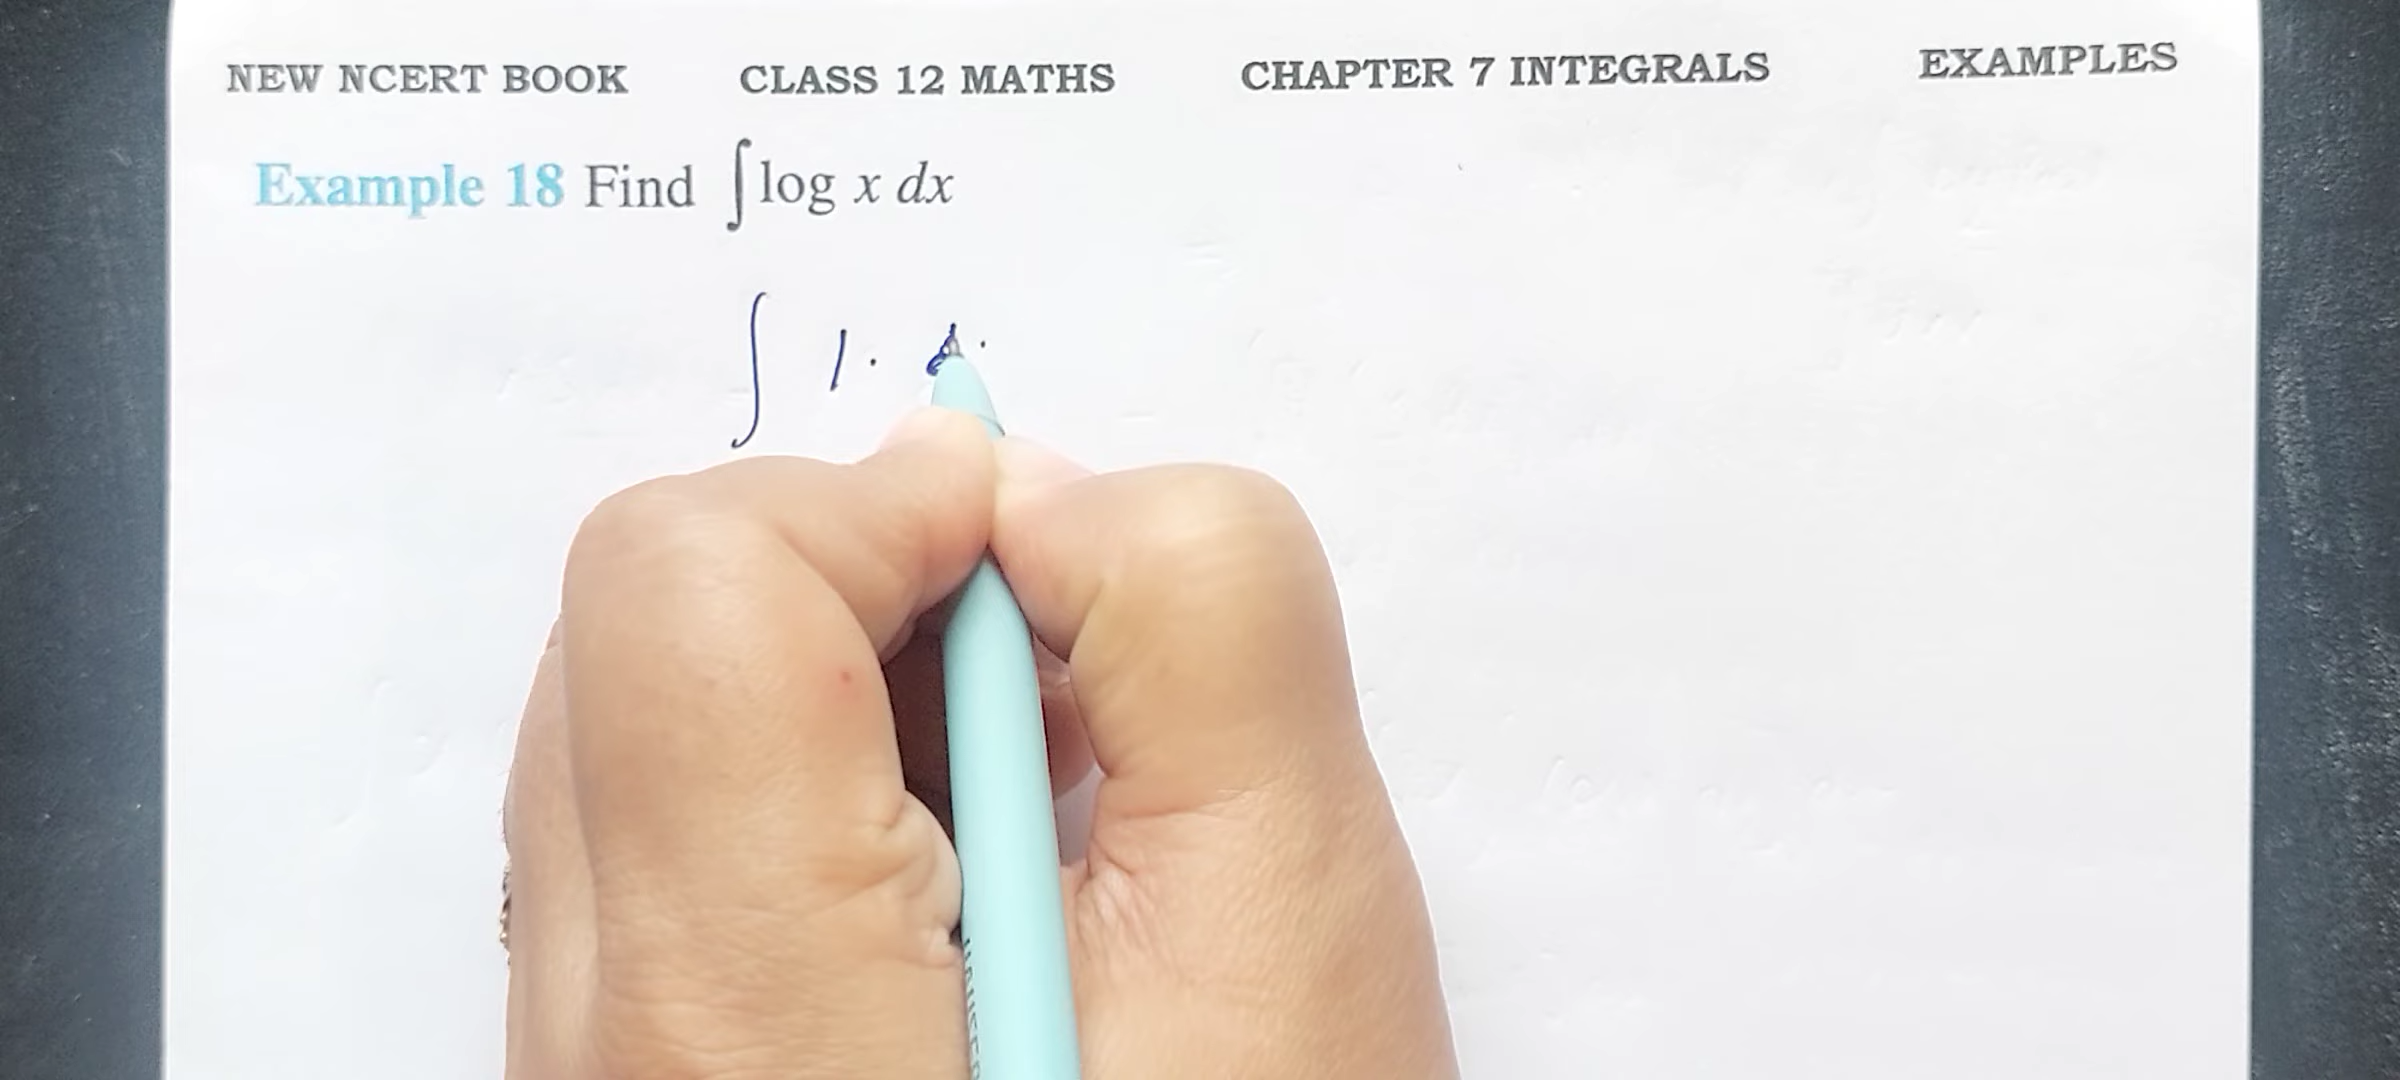 NEW NCERT BOOK CLASS 12 MATHS CHAPTER 7 INTEGRALS EXAMPLES
Example 18 Find ∫ log x dx
∫ 1 ·